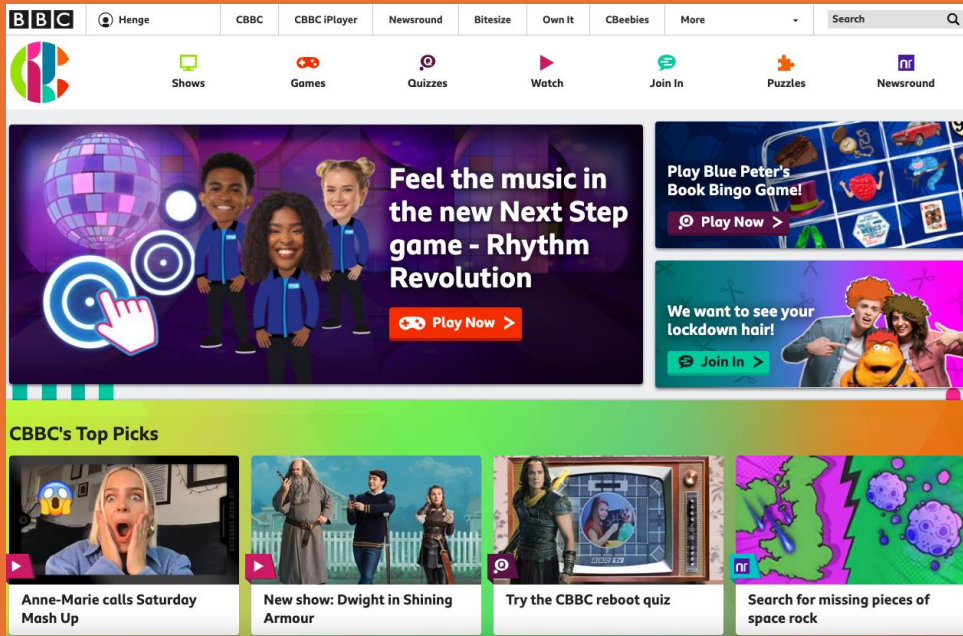 BBC
Henge
CBBC
CBBC iPlayer
Newsround
Bitesize
Own It
CBeebies
More
Search
Shows
Games
Quizzes
Watch
Join In
Puzzles
nr
Newsround
Feel the music in
the new Next Step
game - Rhythm
Revolution
Play Now >
Play Blue Peter's
Book Bingo Game!
Play Now >
We want to see your
lockdown hair!
Join In >
CBBC's Top Picks
Anne-Marie calls Saturday
Mash Up
New show: Dwight in Shining
Armour
BBC TV
Try the CBBC reboot quiz
nr
Search for missing pieces of
space rock